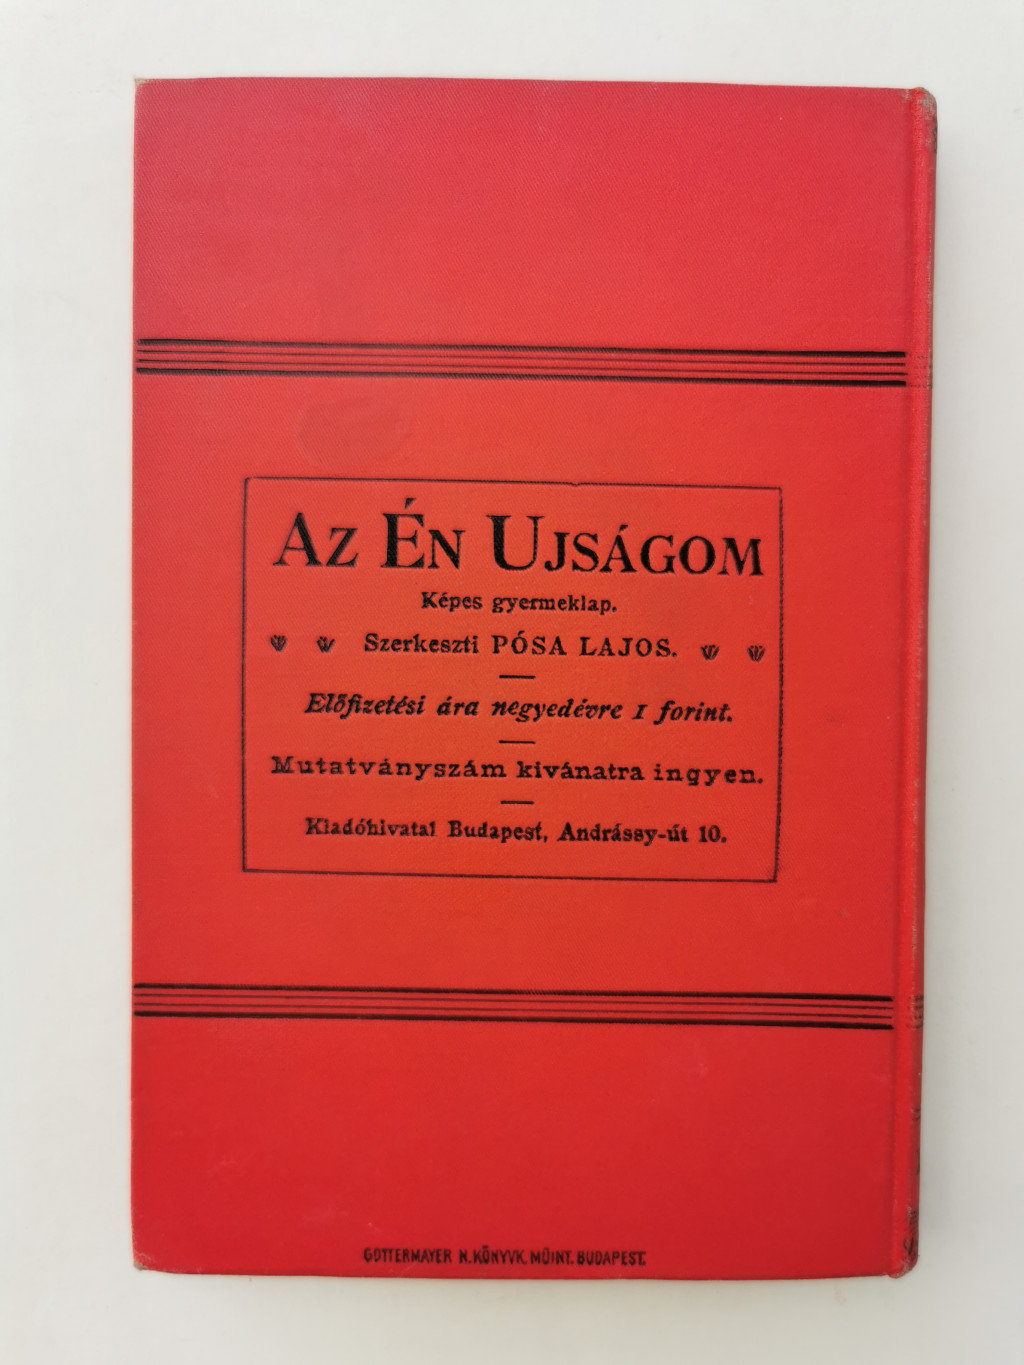 AZ ÉN UJSÁGOM
Képes gyermeklap.
Szerkeszti PÓSA LAJOS.
Előfizetési ára negyedévre 1 forint.
Mutatványszám kivánatra ingyen.
Kiadóhivatal Budapest, Andrássy-út 10.
GOTTERMAYER N. KÖNYVK. MŰINT. BUDAPEST.